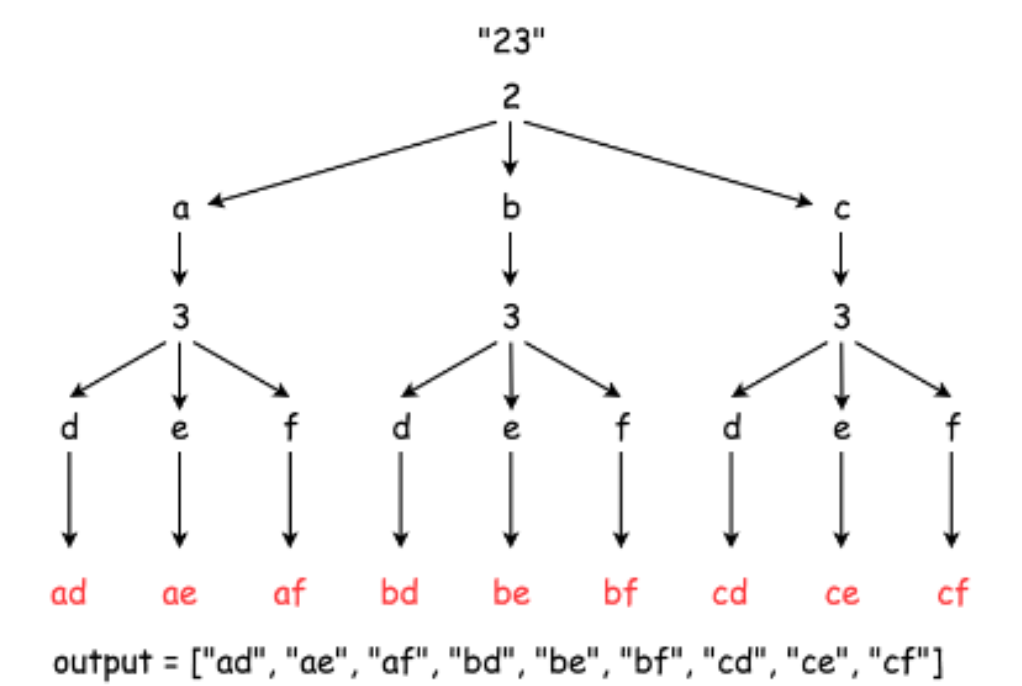 "23"
2
a b c
3 3 3
d e f d e f d e f
ad ae af bd be bf cd ce cf
output = ["ad", "ae", "af", "bd", "be", "bf", "cd", "ce", "cf"]